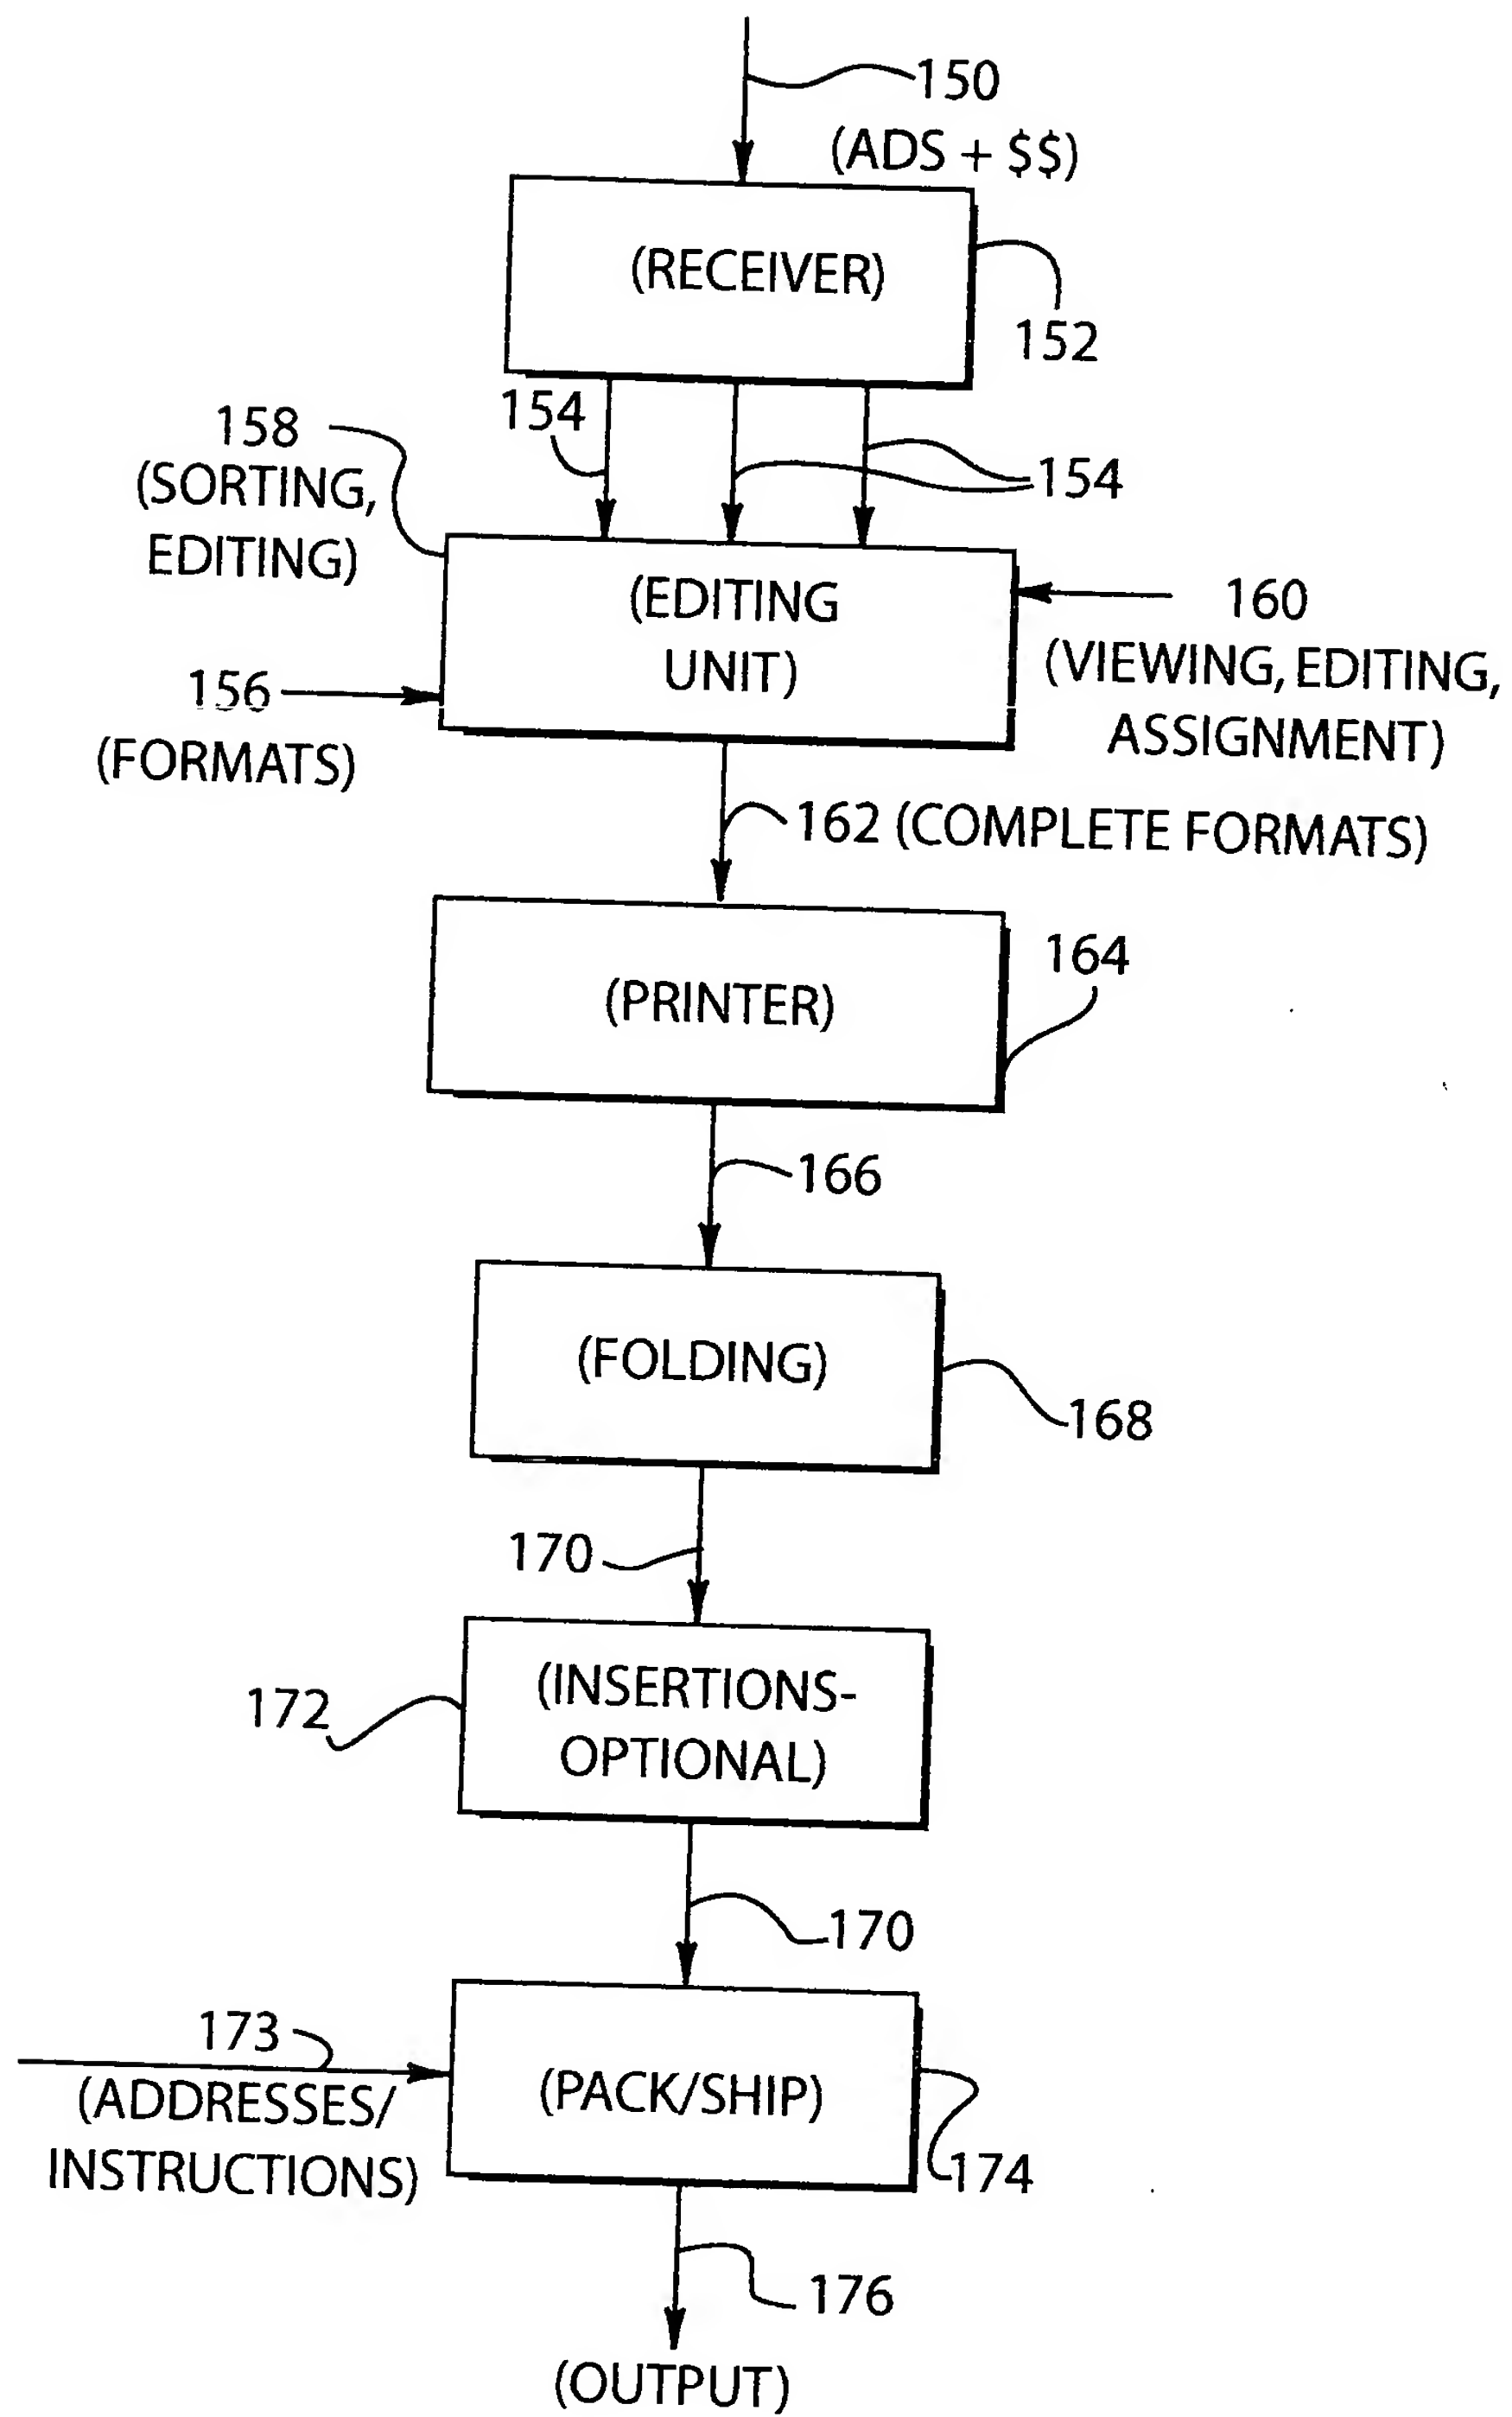 150
(ADS + $$)
(RECEIVER)
152
154
158
(SORTING,
EDITING)
154
(EDITING
UNIT)
160
(VIEWING, EDITING,
ASSIGNMENT)
156
(FORMATS)
162 (COMPLETE FORMATS)
(PRINTER)
164
166
(FOLDING)
168
170
(INSERTIONS-
OPTIONAL)
172
170
173
(ADDRESSES/
INSTRUCTIONS)
(PACK/SHIP)
174
176
(OUTPUT)